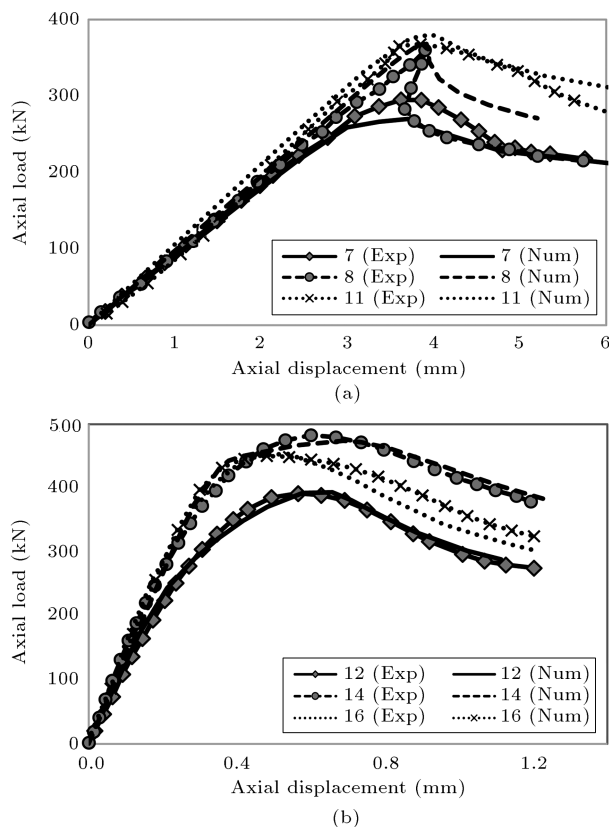 400
300
200
100
0
Axial load (kN)
7 (Exp) 7 (Num)
8 (Exp) 8 (Num)
11 (Exp) 11 (Num)
0 1 2 3 4 5 6
Axial displacement (mm)
(a)
500
400
300
200
100
0
Axial load (kN)
12 (Exp) 12 (Num)
14 (Exp) 14 (Num)
16 (Exp) 16 (Num)
0.0 0.4 0.8 1.2
Axial displacement (mm)
(b)